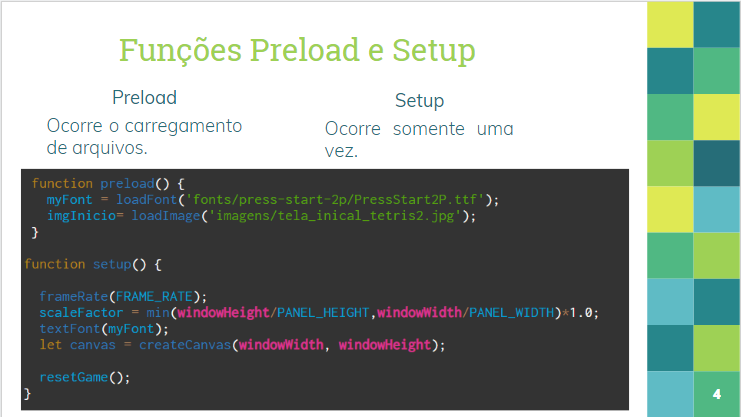 Funções Preload e Setup
Preload
Ocorre o carregamento
de arquivos.
Setup
Ocorre somente uma
vez.
function preload() {
  myFont = loadFont('fonts/press-start-2p/PressStart2P.ttf');
  imgInicio= loadImage('imagens/tela_inical_tetris2.jpg');
}
function setup() {
  frameRate(FRAME_RATE);
  scaleFactor = min(windowHeight/PANEL_HEIGHT,windowWidth/PANEL_WIDTH)*1.0;
  textFont(myFont);
  let canvas = createCanvas(windowWidth, windowHeight);
  resetGame();
}
4